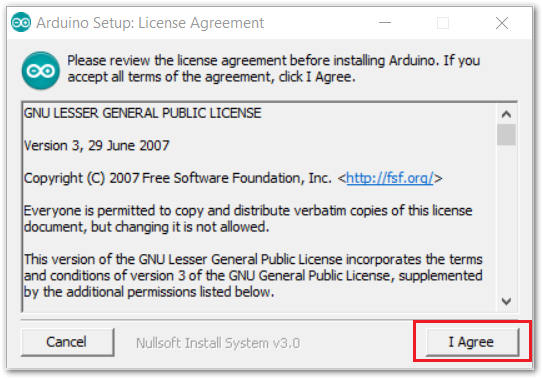 Arduino Setup: License Agreement
Please review the license agreement before installing Arduino. If you
accept all terms of the agreement, click I Agree.
GNU LESSER GENERAL PUBLIC LICENSE
Version 3, 29 June 2007
Copyright (C) 2007 Free Software Foundation, Inc. <http://fsf.org/>
Everyone is permitted to copy and distribute verbatim copies of this license
document, but changing it is not allowed.
This version of the GNU Lesser General Public License incorporates the terms
and conditions of version 3 of the GNU General Public License, supplemented
by the additional permissions listed below.
Cancel
Nullsoft Install System v3.0
I Agree